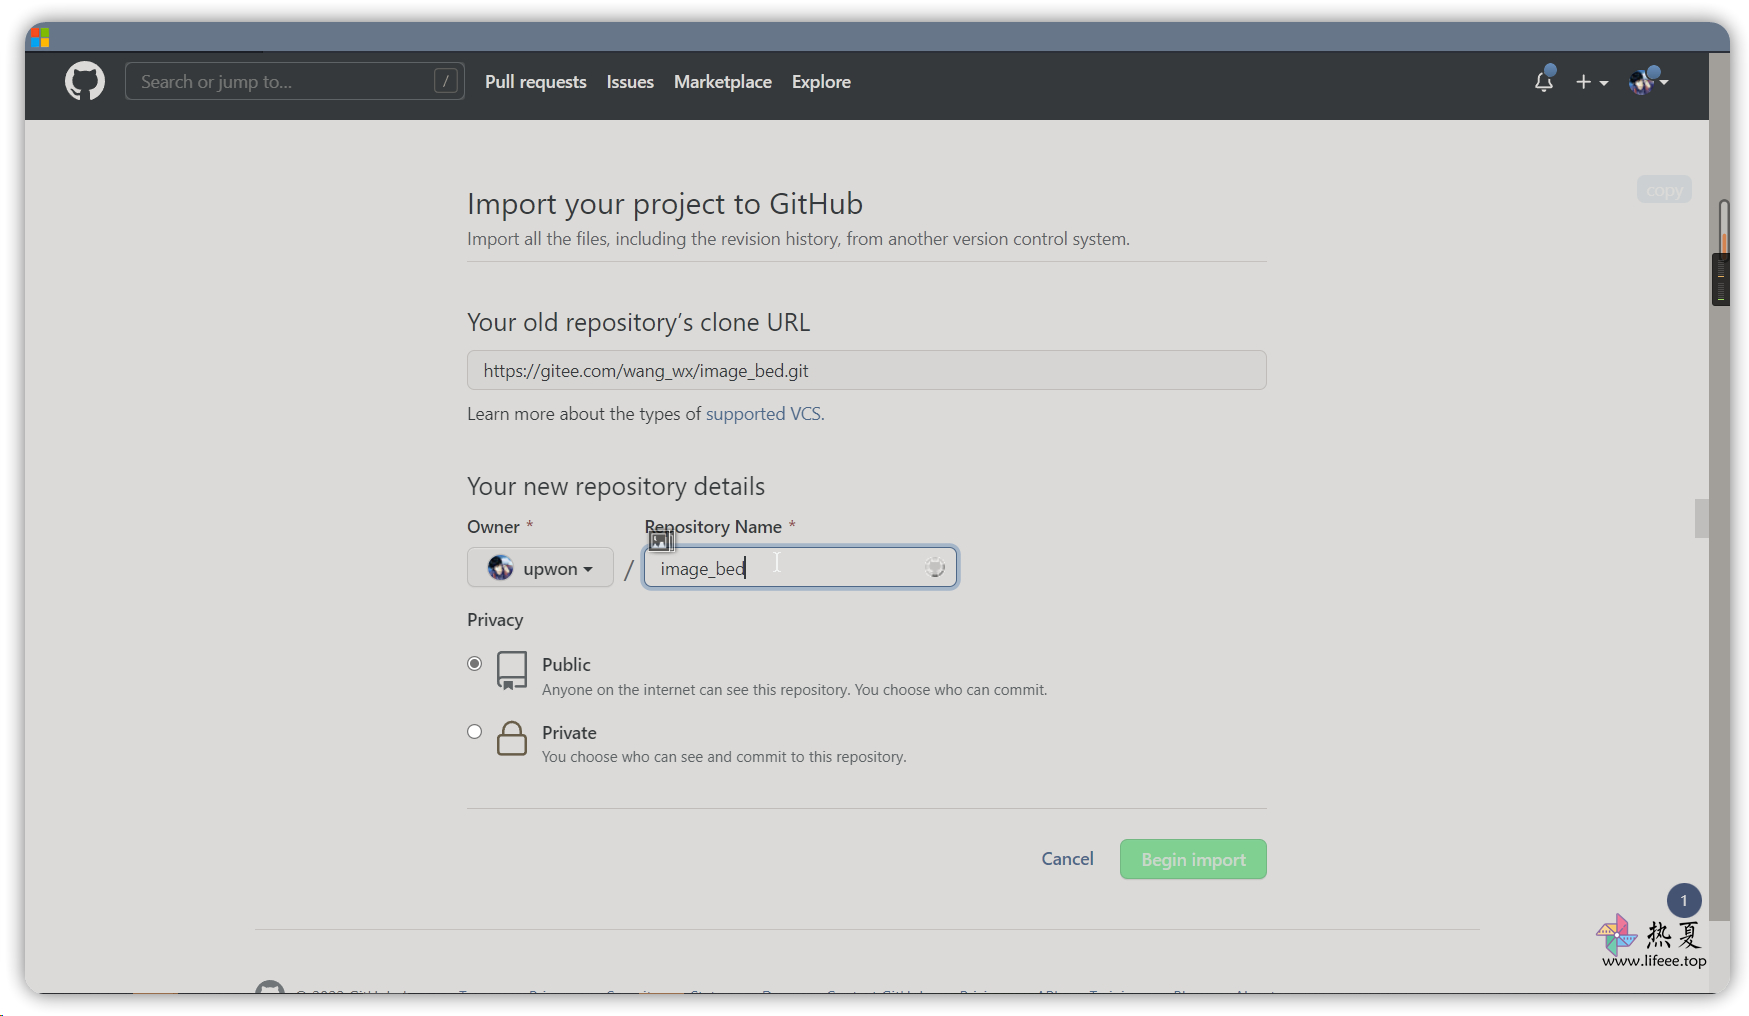 Search or jump to... /
Pull requests Issues Marketplace Explore
copy
Import your project to GitHub
Import all the files, including the revision history, from another version control system.
Your old repository’s clone URL
https://gitee.com/wang_wx/image_bed.git
Learn more about the types of supported VCS.
Your new repository details
Owner *
Repository Name *
upwon / image_bed
Privacy
Public
Anyone on the internet can see this repository. You choose who can commit.
Private
You choose who can see and commit to this repository.
Cancel Begin import
1
热夏
www.lifeee.top